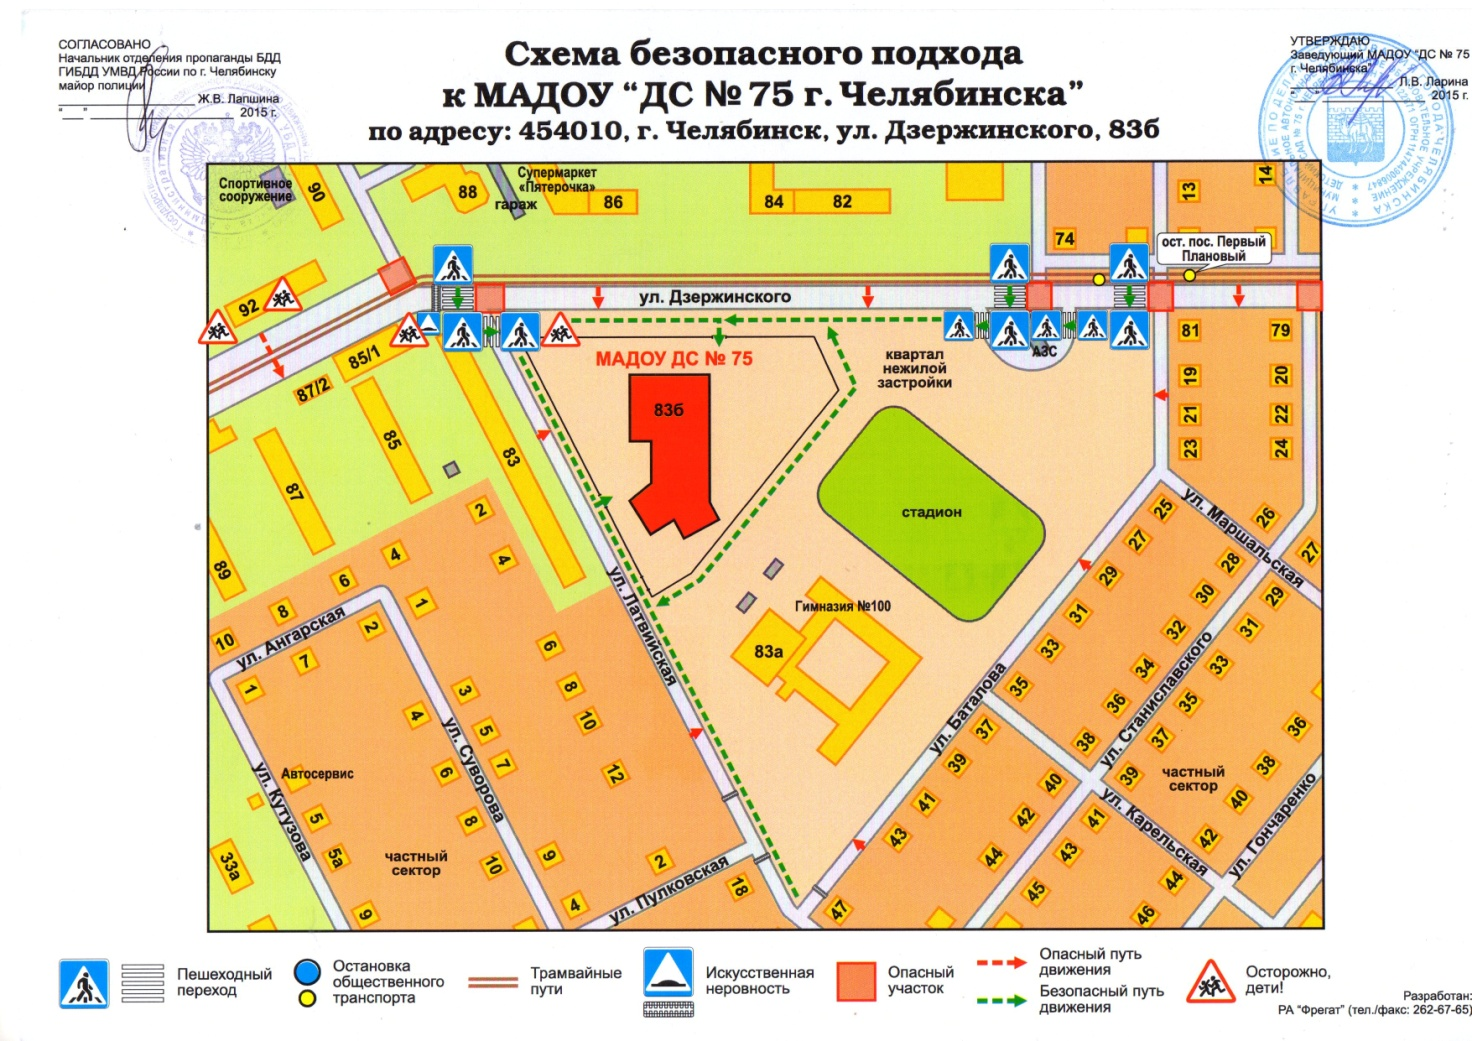 СОГЛАСОВАНО
Начальник отделения пропаганды БДД
ГИБДД УМВД России по г. Челябинску
майор полиции
Ж.В. Лапшина
"__" 2015 г.
Схема безопасного подхода
к МАДОУ “ДС № 75 г. Челябинска”
по адресу: 454010, г. Челябинск, ул. Дзержинского, 83б
УТВЕРЖДАЮ
Заведующий МАДОУ "ДС № 75
г. Челябинска"
Л.В. Ларина
2015 г.
Спортивное
сооружение
90
88
Супермаркет
«Пятерочка»
гараж
86
84
82
13
14
74
ост. пос. Первый
Плановый
92
ул. Дзержинского
85/1
87/2
МАДОУ ДС № 75
83б
квартал
нежилой
застройки
АЗС
81
79
19
20
21
22
23
24
85
83
87
89
стадион
2
4
4
6
8
10
ул. Ангарская
1
2
7
1
ул. Латвийская
Гимназия №100
83а
ул. Маршальская
25
26
27
27
28
29
29
30
31
31
32
33
33
34
35
35
36
36
37
37
38
38
39
39
40
40
41
41
42
42
43
43
44
44
45
46
47
ул. Баталова
ул. Станиславского
ул. Карельская
ул. Гончаренко
частный
сектор
6
8
10
12
3
4
5
6
7
8
9
10
ул. Суворова
Автосервис
ул. Кутузова
5
5а
33а
9
частный
сектор
4
2
18
ул. Пулковская
Пешеходный
переход
Остановка
общественного
транспорта
Трамвайные
пути
Искусственная
неровность
Опасный
участок
Опасный путь
движения
Безопасный путь
движения
Осторожно,
дети!
Разработан:
РА “Фрегат” (тел./факс: 262-67-65)